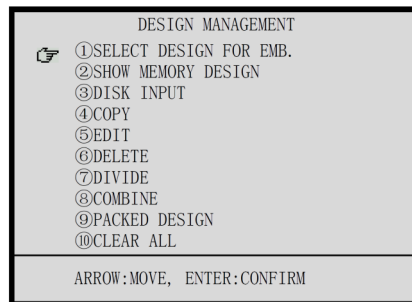 DESIGN MANAGEMENT
①SELECT DESIGN FOR EMB.
②SHOW MEMORY DESIGN
③DISK INPUT
④COPY
⑤EDIT
⑥DELETE
⑦DIVIDE
⑧COMBINE
⑨PACKED DESIGN
⑩CLEAR ALL
ARROW:MOVE, ENTER:CONFIRM